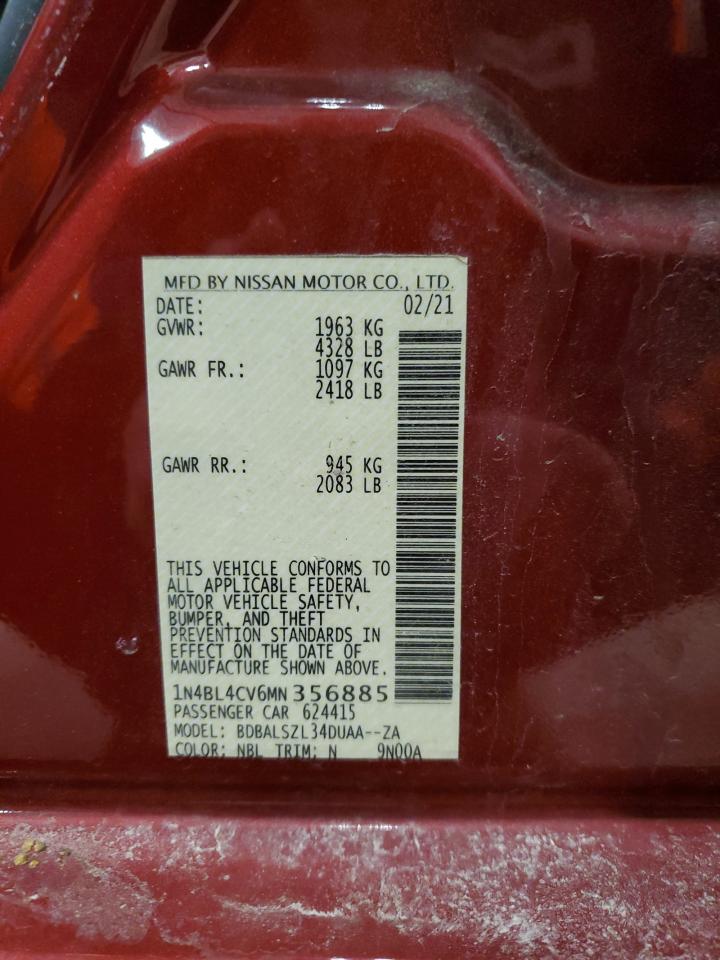 MFD BY NISSAN MOTOR CO., LTD.
DATE: 02/21
GVWR: 1963 KG
4328 LB
GAWR FR.: 1097 KG
2418 LB
GAWR RR.: 945 KG
2083 LB
THIS VEHICLE CONFORMS TO
ALL APPLICABLE FEDERAL
MOTOR VEHICLE SAFETY,
BUMPER, AND THEFT
PREVENTION STANDARDS IN
EFFECT ON THE DATE OF
MANUFACTURE SHOWN ABOVE.
1N4BL4CV6MN356885
PASSENGER CAR 624415
MODEL: BDBALSZL34DUAA--ZA
COLOR: NBL TRIM: N 9N00A